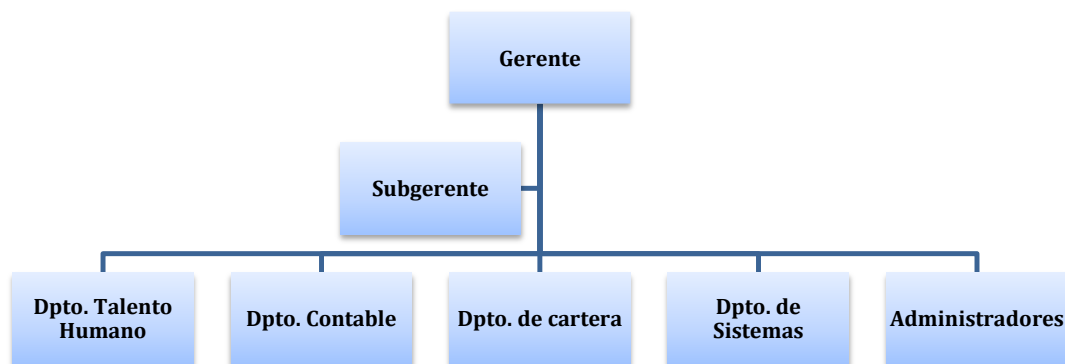 Gerente
Subgerente
Dpto. Talento
Humano
Dpto. Contable
Dpto. de cartera
Dpto. de
Sistemas
Administradores